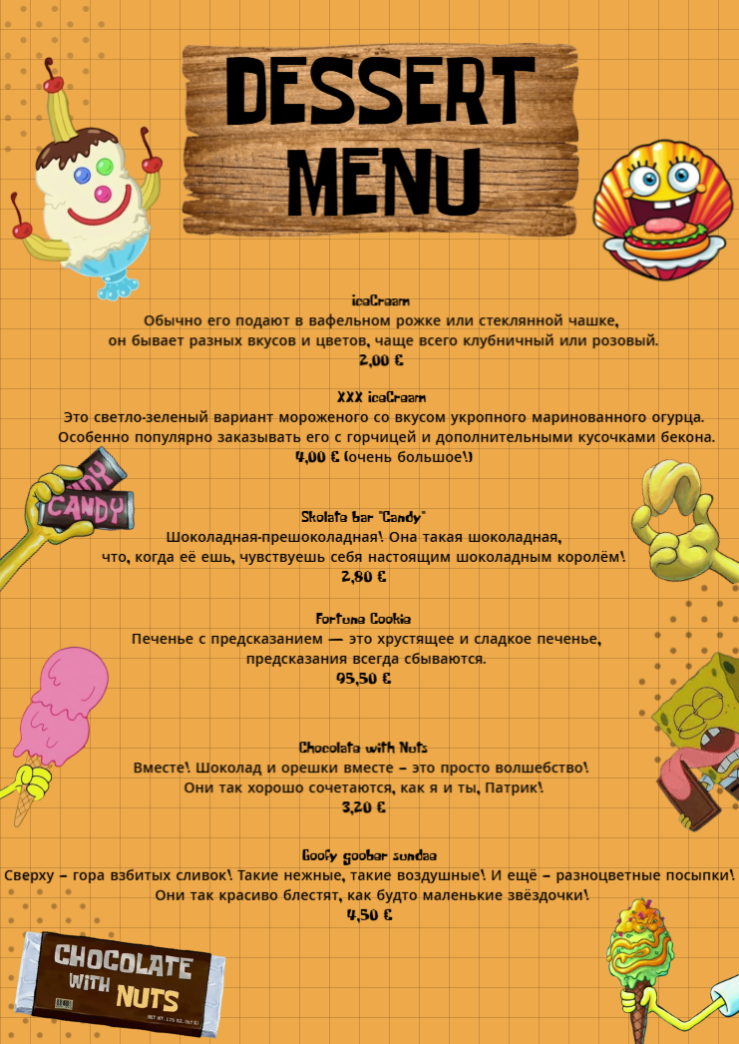 DESSERT
MENU
iceCream
Обычно его подают в вафельном рожке или стеклянной чашке,
он бывает разных вкусов и цветов, чаще всего клубничный или розовый.
2,00 €
XXX iceCream
Это светло-зеленый вариант мороженого со вкусом укропного маринованного огурца.
Особенно популярно заказывать его с горчицей и дополнительными кусочками бекона.
4,00 € (очень большое!)
CANDY
CANDY
Skolate bar "Candy"
Шоколадная-прешоколадная! Она такая шоколадная,
что, когда её ешь, чувствуешь себя настоящим шоколадным королём!
2,80 €
Fortune Cookie
Печенье с предсказанием — это хрустящее и сладкое печенье,
предсказания всегда сбываются.
95,50 €
Chocolate with Nuts
Вместе! Шоколад и орешки вместе – это просто волшебство!
Они так хорошо сочетаются, как я и ты, Патрик!
3,20 €
Goofy goober sundae
Сверху – гора взбитых сливок! Такие нежные, такие воздушные! И ещё – разноцветные посыпки!
Они так красиво блестят, как будто маленькие звёздочки!
4,50 €
CHOCOLATE
WITH NUTS